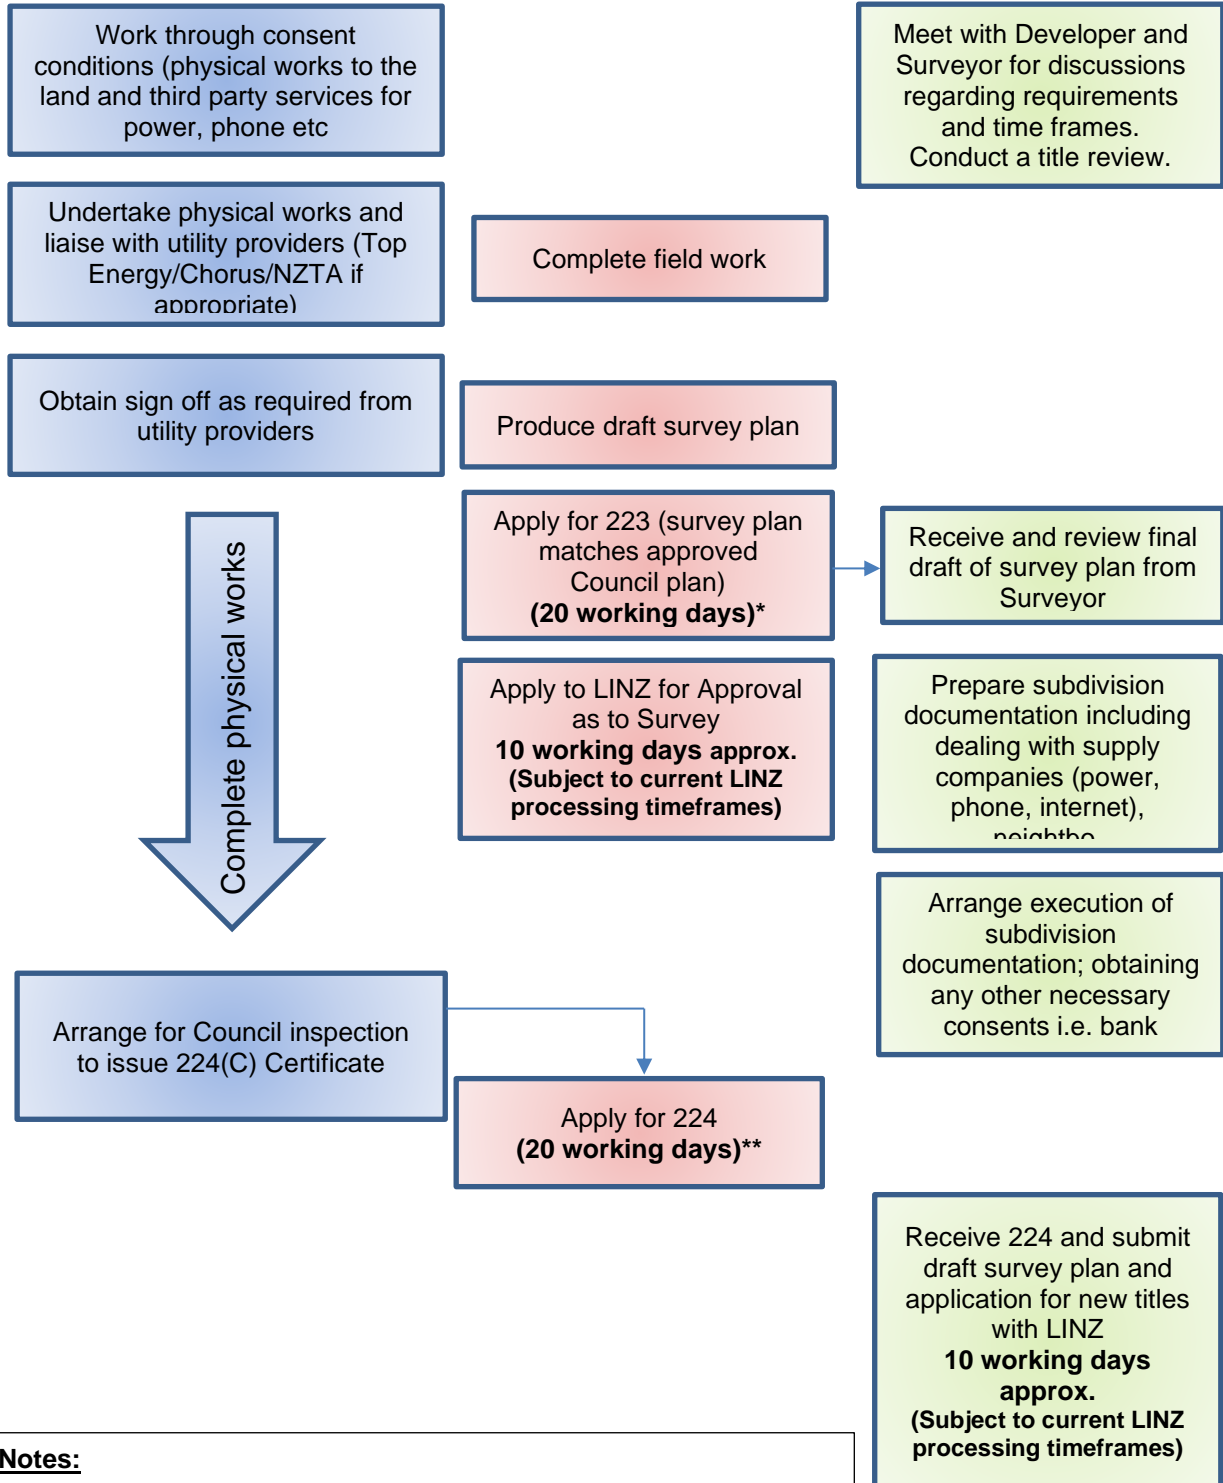 Work through consent
conditions (physical works to the
land and third party services for
power, phone etc
Meet with Developer and
Surveyor for discussions
regarding requirements
and time frames.
Conduct a title review.
Undertake physical works and
liaise with utility providers (Top
Energy/Chorus/NZTA if
appropriate)
Complete field work
Obtain sign off as required from
utility providers
Produce draft survey plan
Apply for 223 (survey plan
matches approved
Council plan)
(20 working days)*
Receive and review final
draft of survey plan from
Surveyor
Complete physical works
Apply to LINZ for Approval
as to Survey
10 working days approx.
(Subject to current LINZ
processing timeframes)
Prepare subdivision
documentation including
dealing with supply
companies (power,
phone, internet),
neightbo
Arrange execution of
subdivision
documentation; obtaining
any other necessary
consents i.e. bank
Arrange for Council inspection
to issue 224(C) Certificate
Apply for 224
(20 working days)**
Receive 224 and submit
draft survey plan and
application for new titles
with LINZ
10 working days
approx.
(Subject to current LINZ
processing timeframes)
Notes: